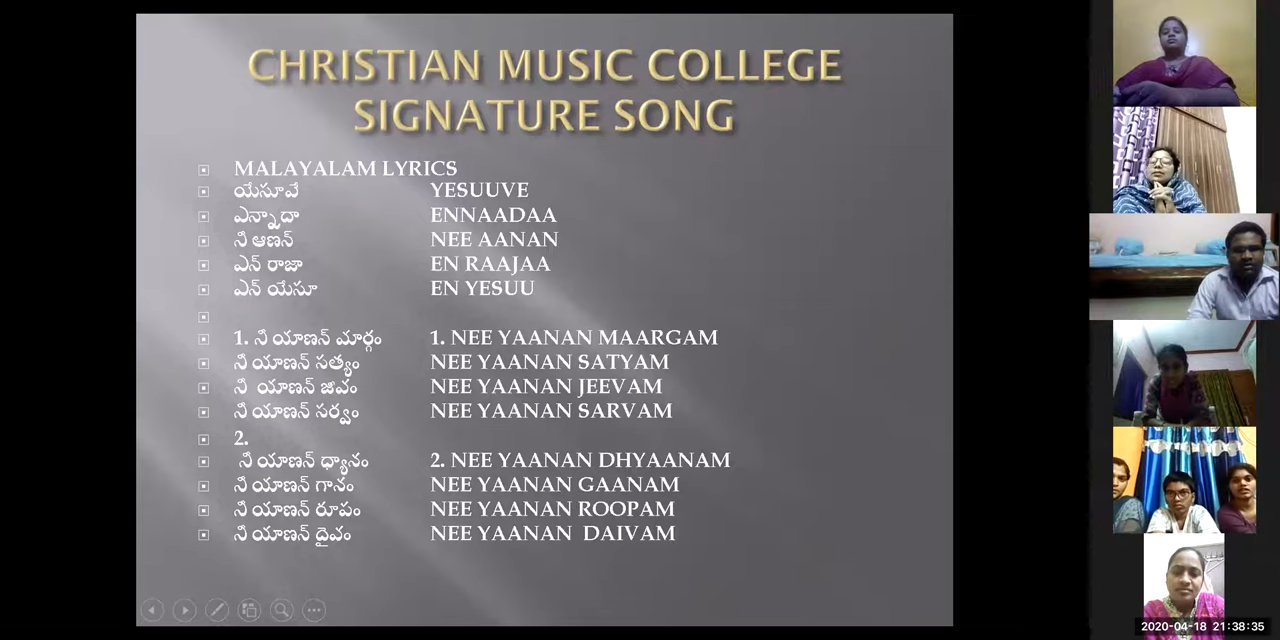 CHRISTIAN MUSIC COLLEGE
SIGNATURE SONG
MALAYALAM LYRICS
యేసూవే YESUUVE
ఎన్నాదా ENNAADAA
నీ ఆణన్ NEE AANAN
ఎన్ రాజా EN RAAJAA
ఎన్ యేసూ EN YESUU
1. నీ యాణన్ మార్గం 1. NEE YAANAN MAARGAM
నీ యాణన్ సత్యం NEE YAANAN SATYAM
నీ యాణన్ జీవం NEE YAANAN JEEVAM
నీ యాణన్ సర్వం NEE YAANAN SARVAM
2.
నీ యాణన్ ధ్యానం 2. NEE YAANAN DHYAANAM
నీ యాణన్ గానం NEE YAANAN GAANAM
నీ యాణన్ రూపం NEE YAANAN ROOPAM
నీ యాణన్ దైవం NEE YAANAN DAIVAM
2020-04-18 21:38:35